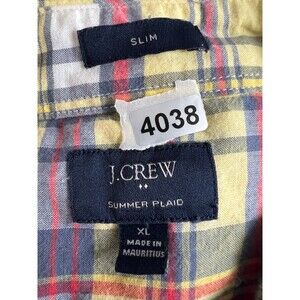 SLIM
4038
J.CREW
SUMMER PLAID
XL
MADE IN
MAURITIUS